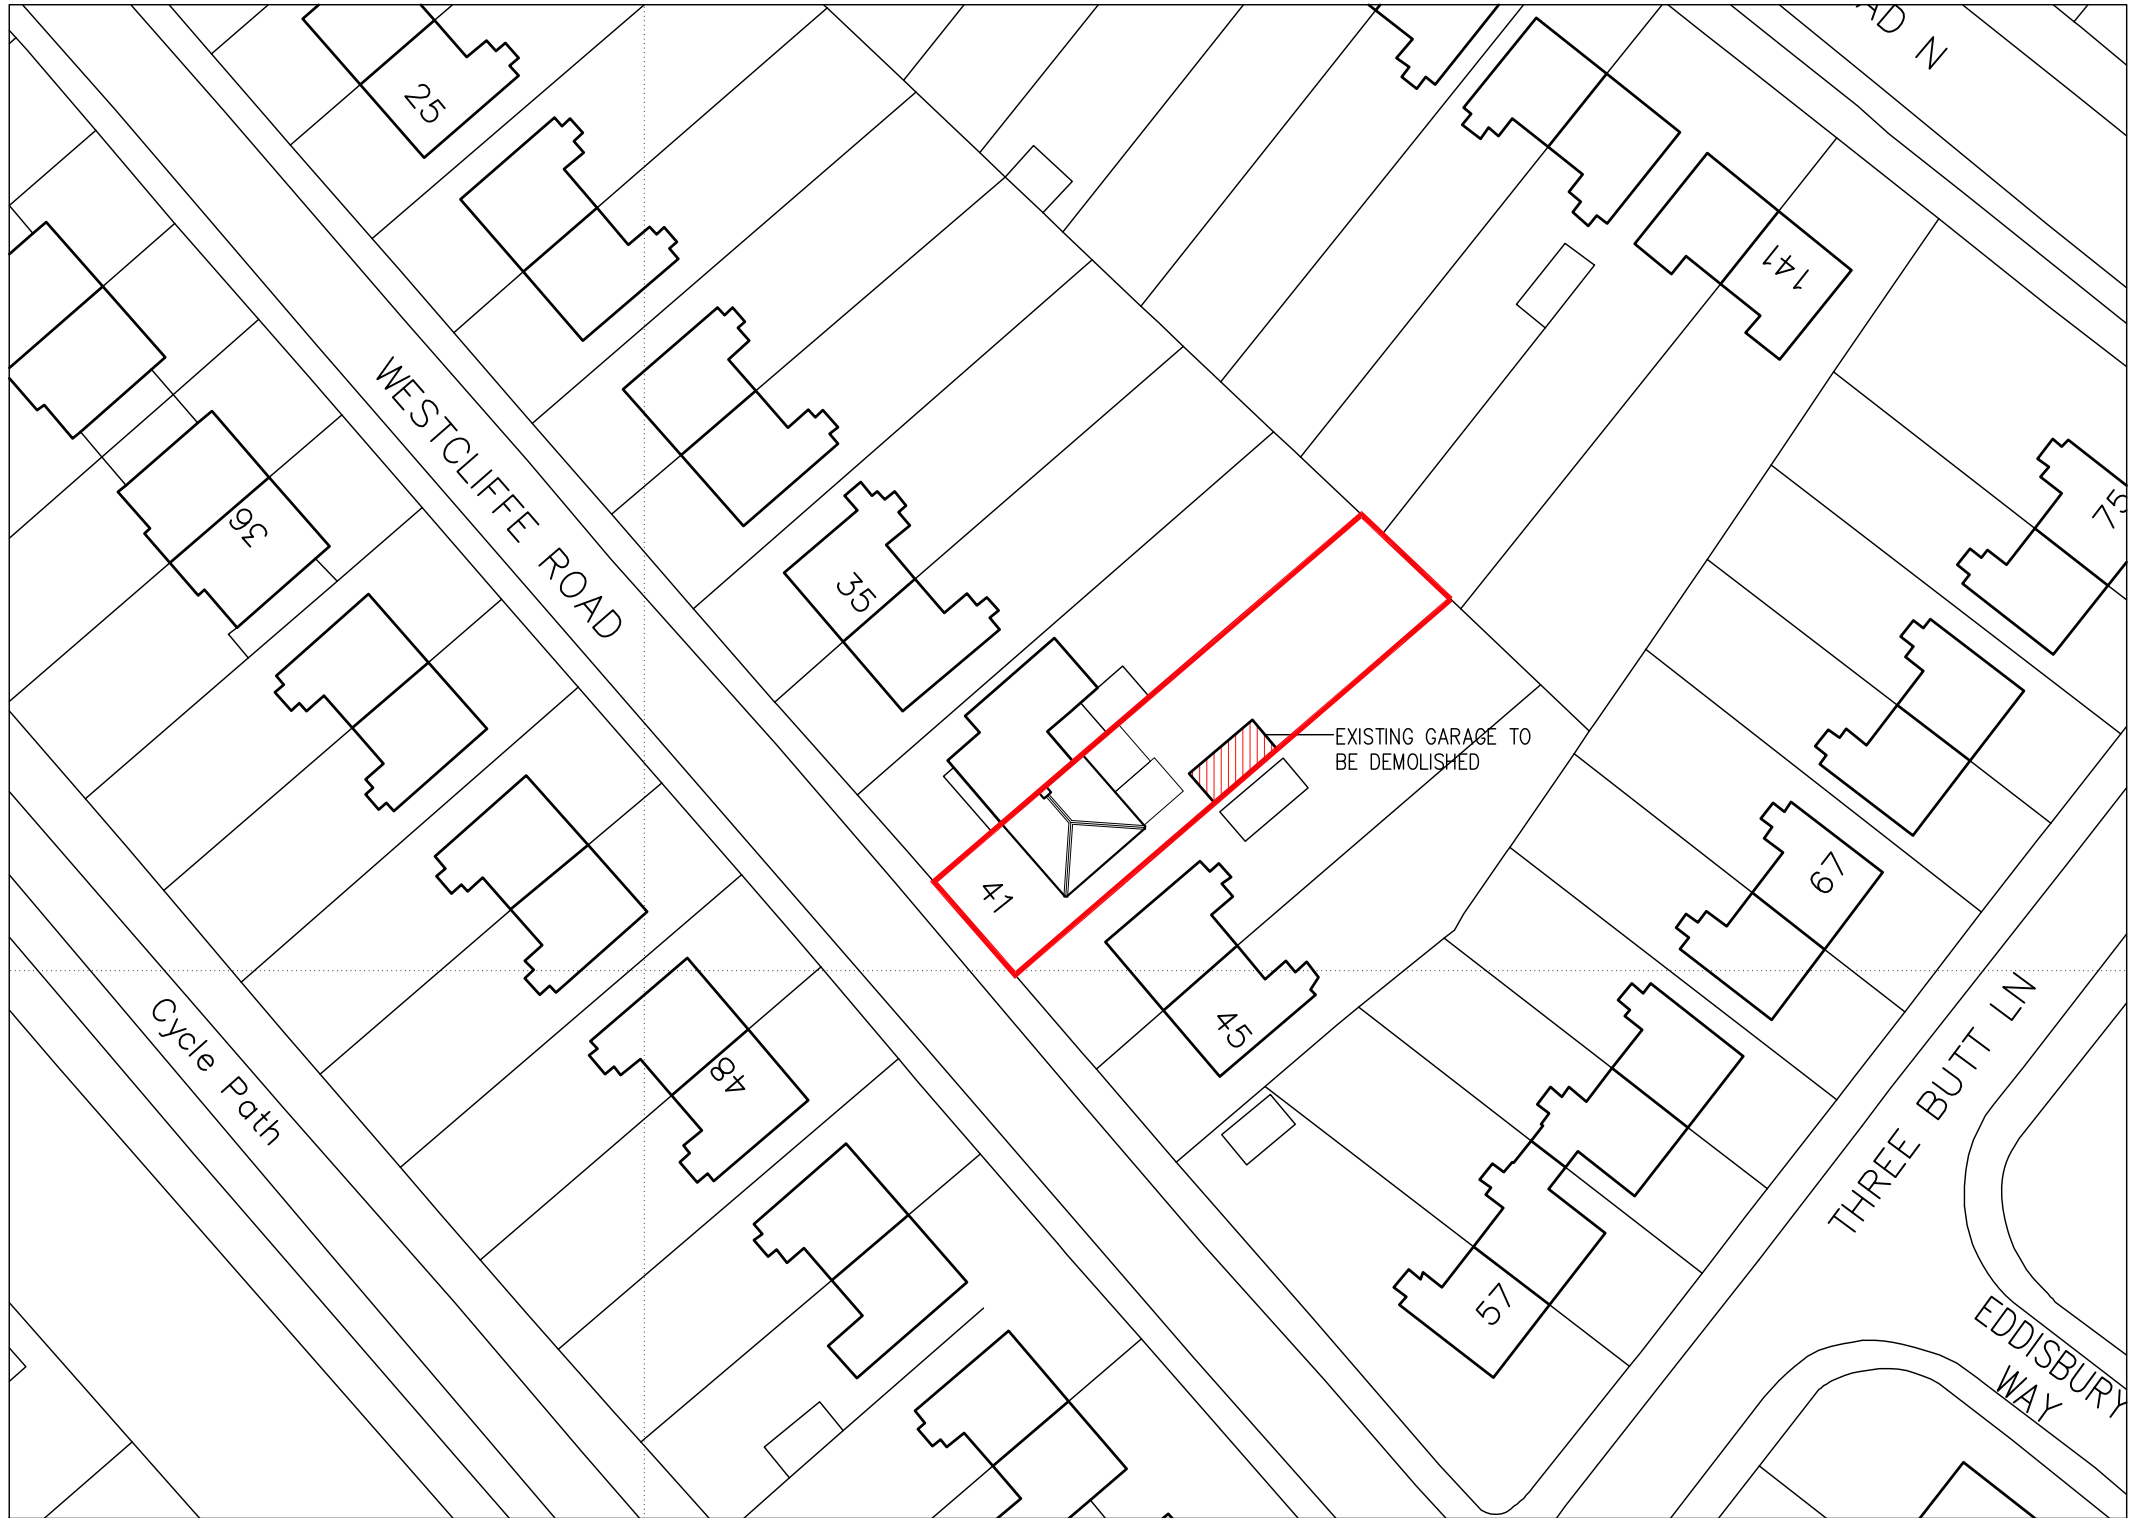 AD N
25
141
WESTCLIFFE ROAD
75
36
35
EXISTING GARAGE TO
BE DEMOLISHED
67
41
45
THREE BUTT LN
Cycle Path
48
57
EDDISBURY
WAY